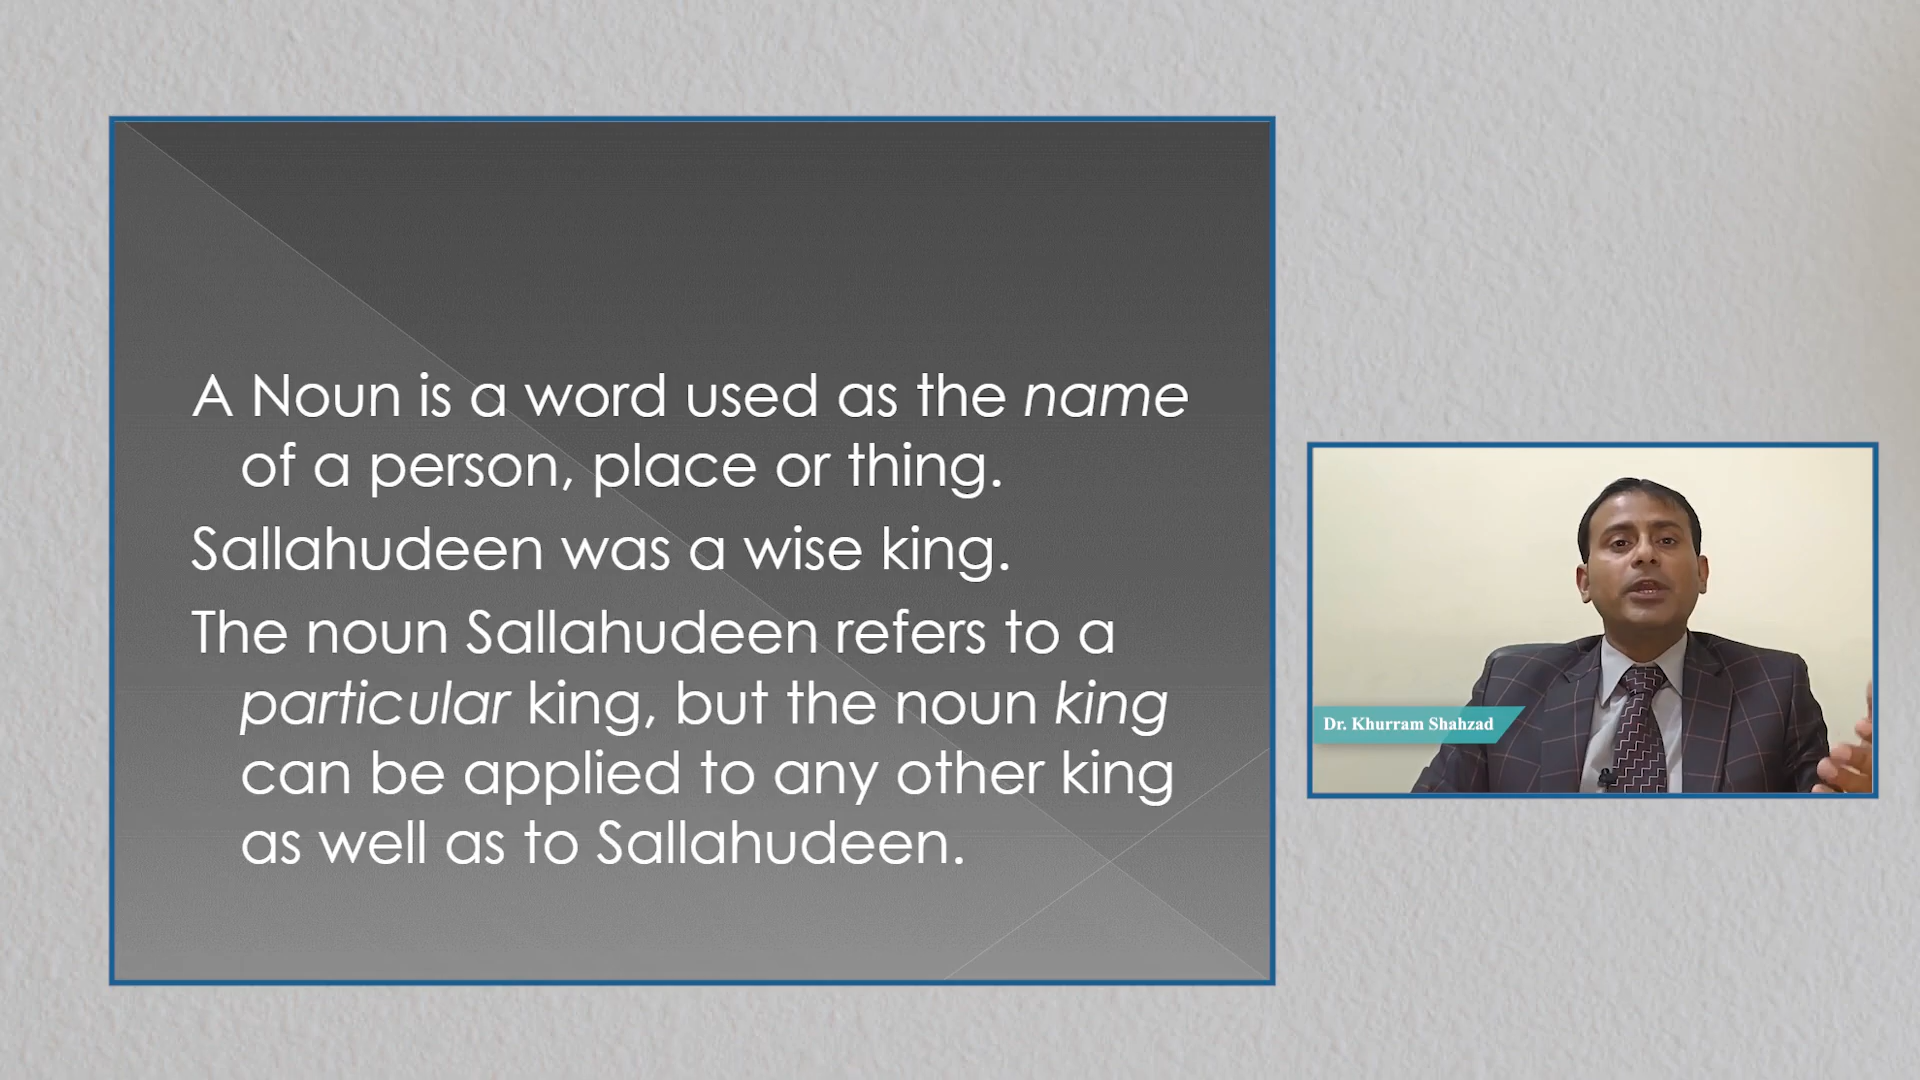 A Noun is a word used as the name
of a person, place or thing.
Sallahudeen was a wise king.
The noun Sallahudeen refers to a
particular king, but the noun king
can be applied to any other king
as well as to Sallahudeen.
Dr. Khurram Shahzad